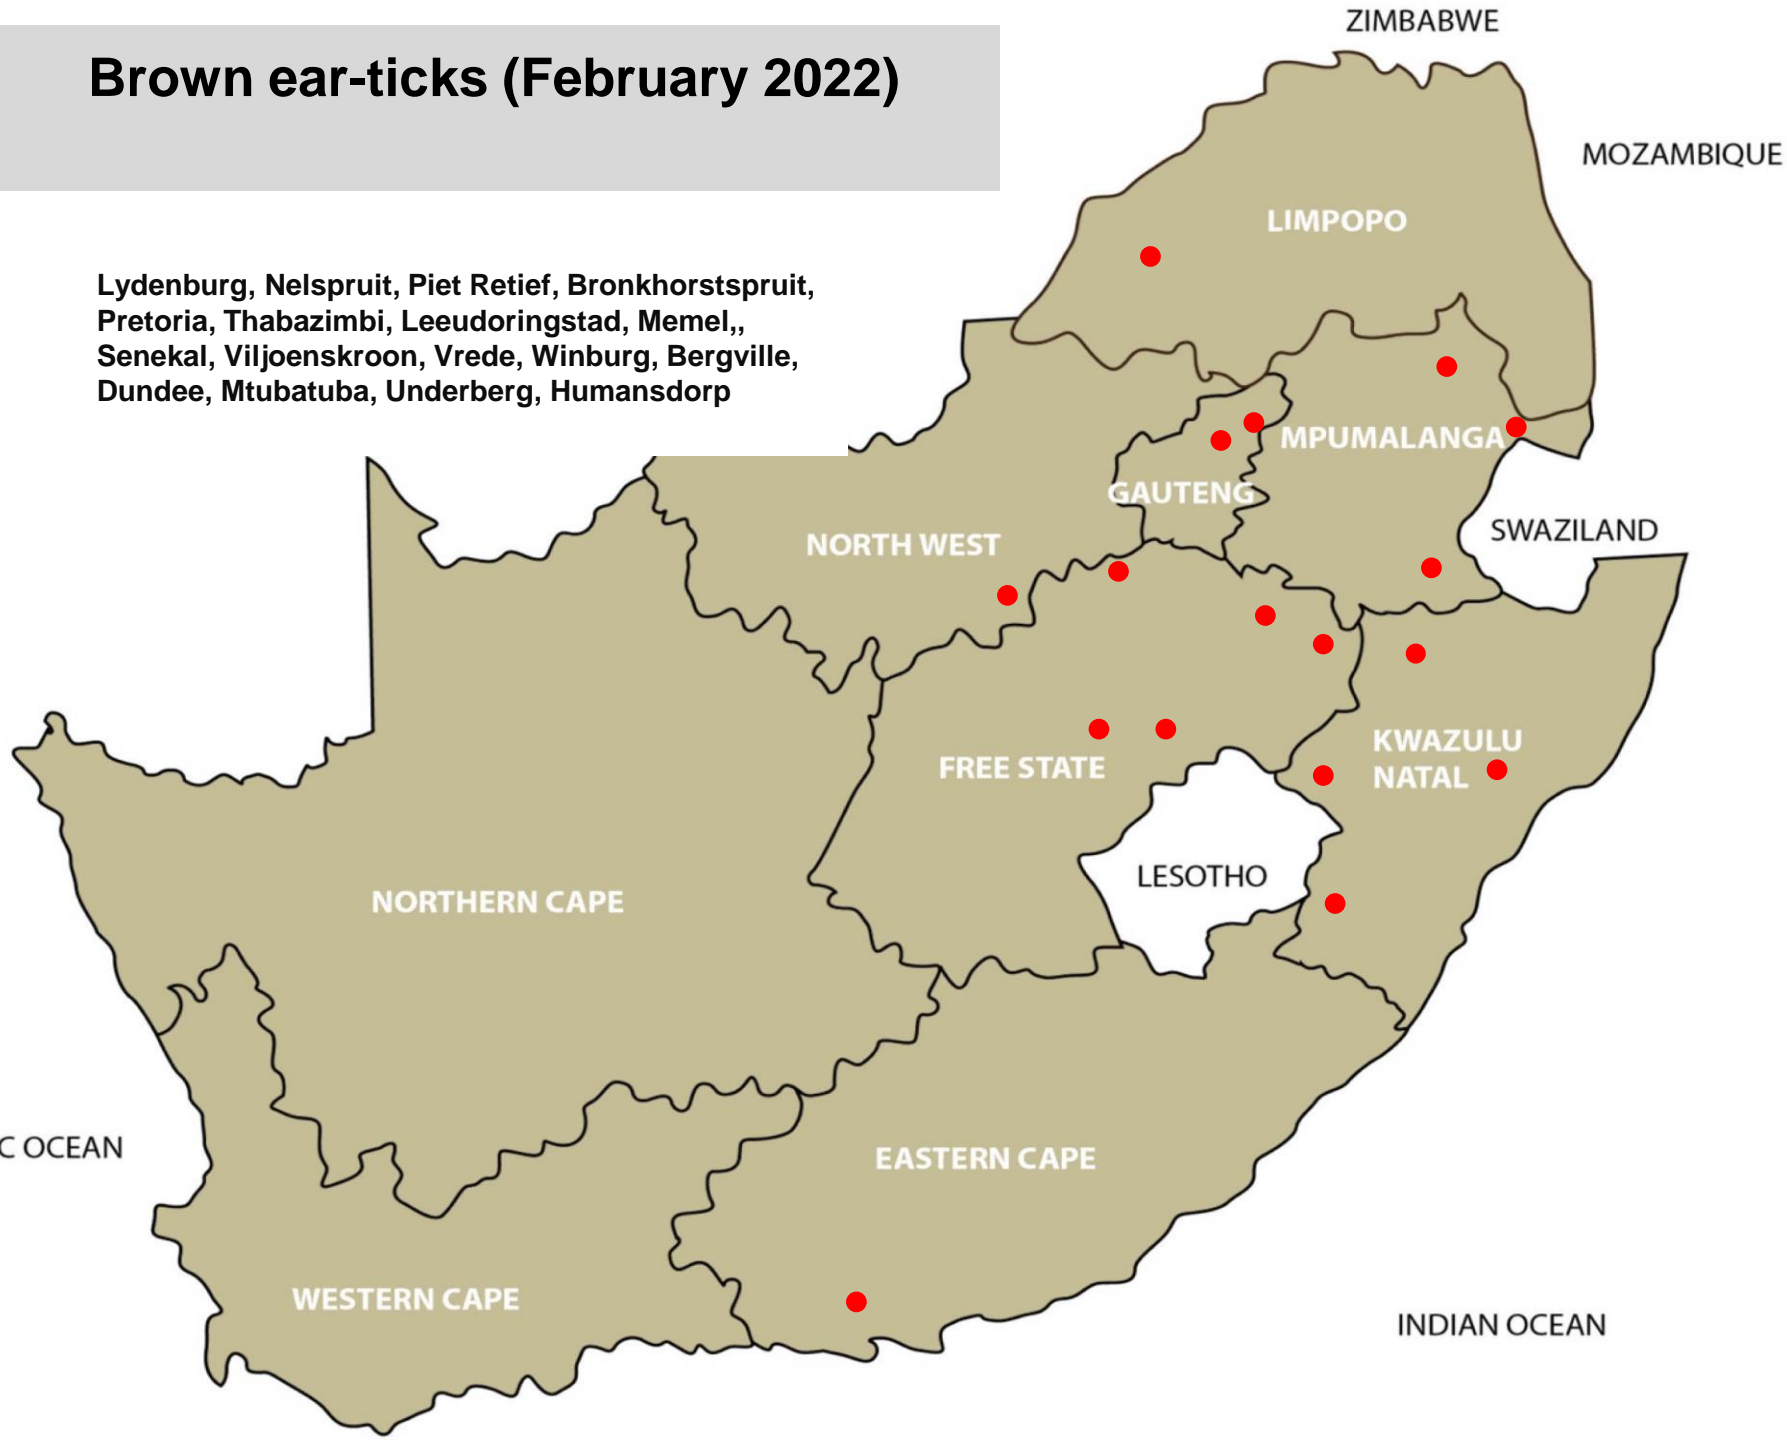 ZIMBABWE
Brown ear-ticks (February 2022)
MOZAMBIQUE
LIMPOPO
Lydenburg, Nelspruit, Piet Retief, Bronkhorstspruit,
Pretoria, Thabazimbi, Leeudoringstad, Memel,,
Senekal, Viljoenskroon, Vrede, Winburg, Bergville,
Dundee, Mtubatuba, Underberg, Humansdorp
MPUMALANGA
GAUTENG
SWAZILAND
NORTH WEST
KWAZULU
NATAL
FREE STATE
LESOTHO
NORTHERN CAPE
C OCEAN
EASTERN CAPE
WESTERN CAPE
INDIAN OCEAN